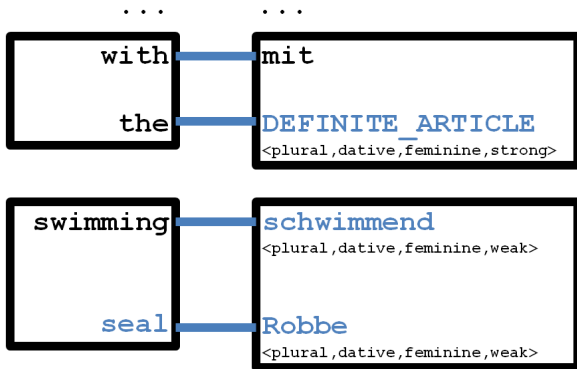 ... ...
with mit
the DEFINITE_ARTICLE
<plural,dative,feminine,strong>
swimming schwimmend
<plural,dative,feminine,weak>
seal Robbe
<plural,dative,feminine,weak>